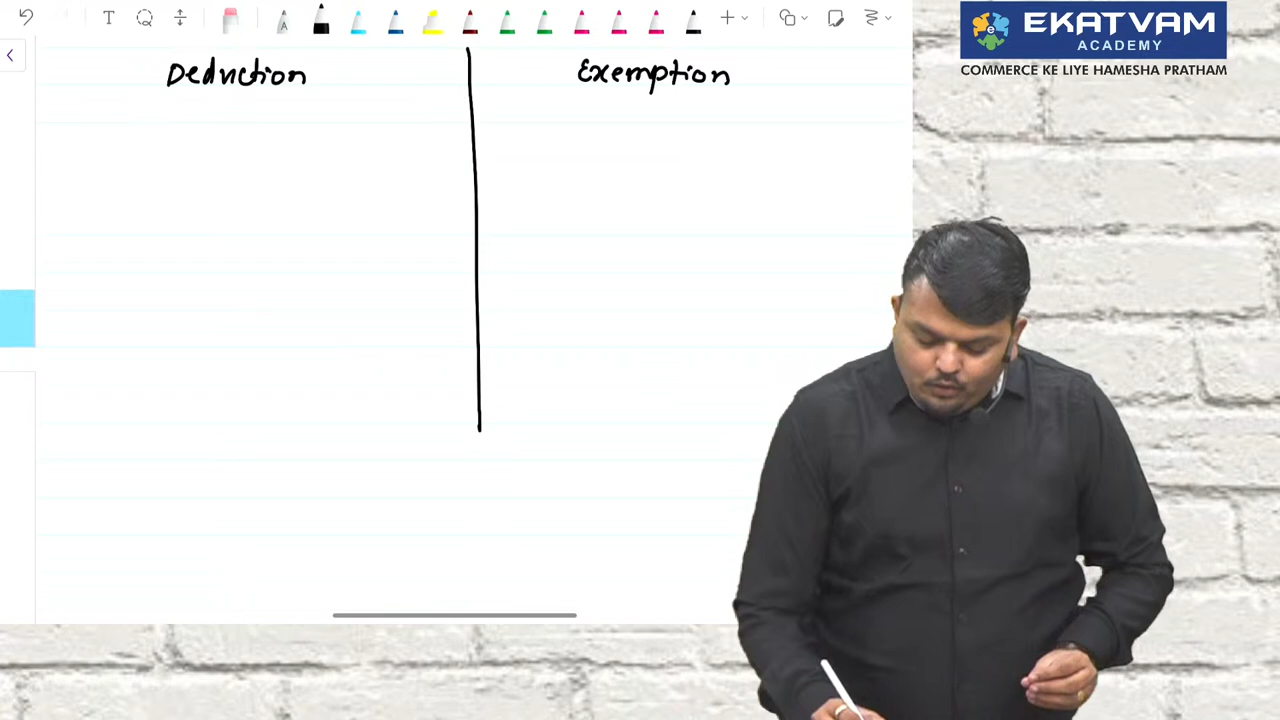 EKATVAM
ACADEMY
COMMERCE KE LIYE HAMESHA PRATHAM
Deduction
Exemption